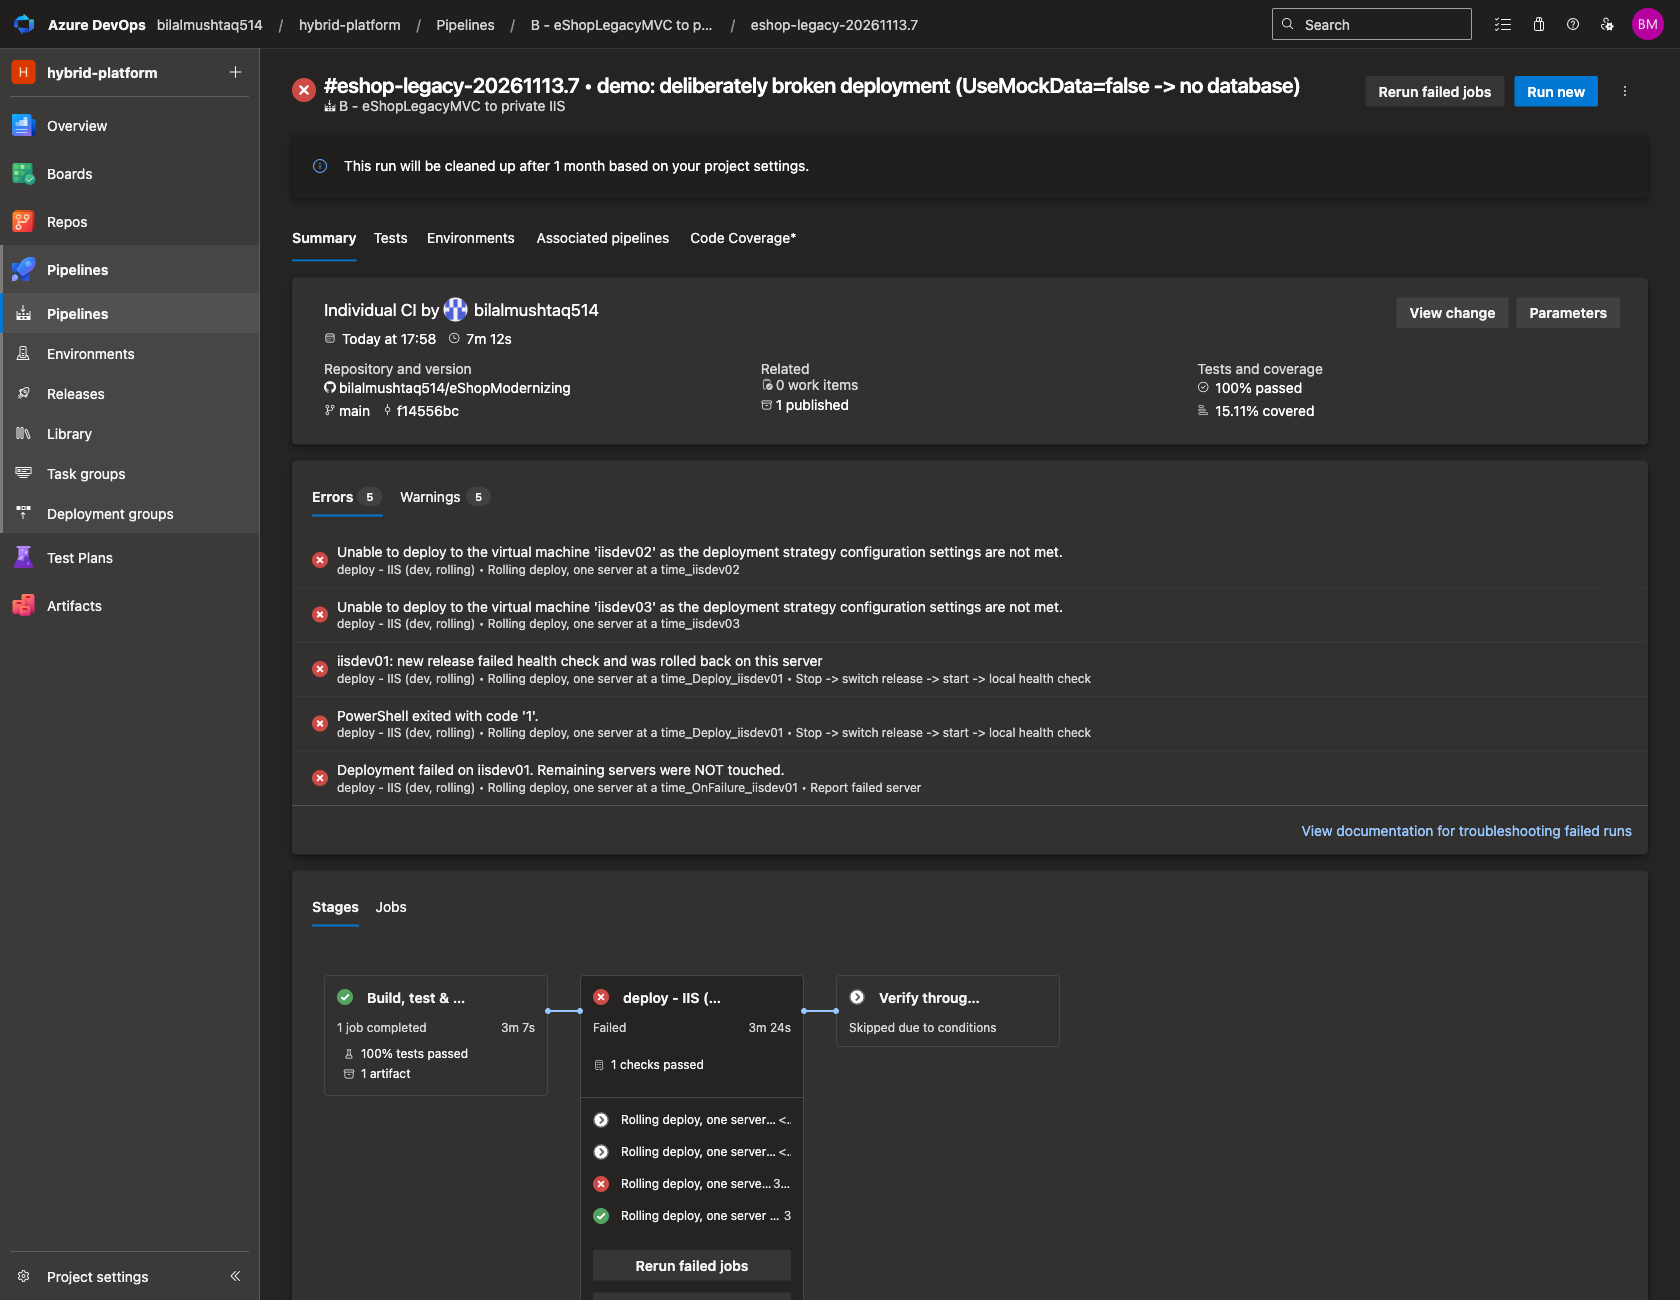 Azure DevOps bilalmushtaq514 / hybrid-platform / Pipelines / B - eShopLegacyMVC to p... / eshop-legacy-20261113.7
Search
BM
H hybrid-platform
Overview
Boards
Repos
Pipelines
Pipelines
Environments
Releases
Library
Task groups
Deployment groups
Test Plans
Artifacts
Project settings
#eshop-legacy-20261113.7 • demo: deliberately broken deployment (UseMockData=false -> no database)
B - eShopLegacyMVC to private IIS
Rerun failed jobs
Run new
This run will be cleaned up after 1 month based on your project settings.
Summary Tests Environments Associated pipelines Code Coverage*
Individual CI by bilalmushtaq514
View change
Parameters
Today at 17:58 7m 12s
Repository and version
bilalmushtaq514/eShopModernizing
main f14556bc
Related
0 work items
1 published
Tests and coverage
100% passed
15.11% covered
Errors 5 Warnings 5
Unable to deploy to the virtual machine 'iisdev02' as the deployment strategy configuration settings are not met.
deploy - IIS (dev, rolling) • Rolling deploy, one server at a time_iisdev02
Unable to deploy to the virtual machine 'iisdev03' as the deployment strategy configuration settings are not met.
deploy - IIS (dev, rolling) • Rolling deploy, one server at a time_iisdev03
iisdev01: new release failed health check and was rolled back on this server
deploy - IIS (dev, rolling) • Rolling deploy, one server at a time_Deploy_iisdev01 • Stop -> switch release -> start -> local health check
PowerShell exited with code '1'.
deploy - IIS (dev, rolling) • Rolling deploy, one server at a time_Deploy_iisdev01 • Stop -> switch release -> start -> local health check
Deployment failed on iisdev01. Remaining servers were NOT touched.
deploy - IIS (dev, rolling) • Rolling deploy, one server at a time_OnFailure_iisdev01 • Report failed server
View documentation for troubleshooting failed runs
Stages Jobs
Build, test & ...
1 job completed 3m 7s
100% tests passed
1 artifact
deploy - IIS (...
Failed 3m 24s
1 checks passed
Rolling deploy, one server... <..
Rolling deploy, one server... <..
Rolling deploy, one serve... 3...
Rolling deploy, one server ... 3
Rerun failed jobs
Verify throug...
Skipped due to conditions